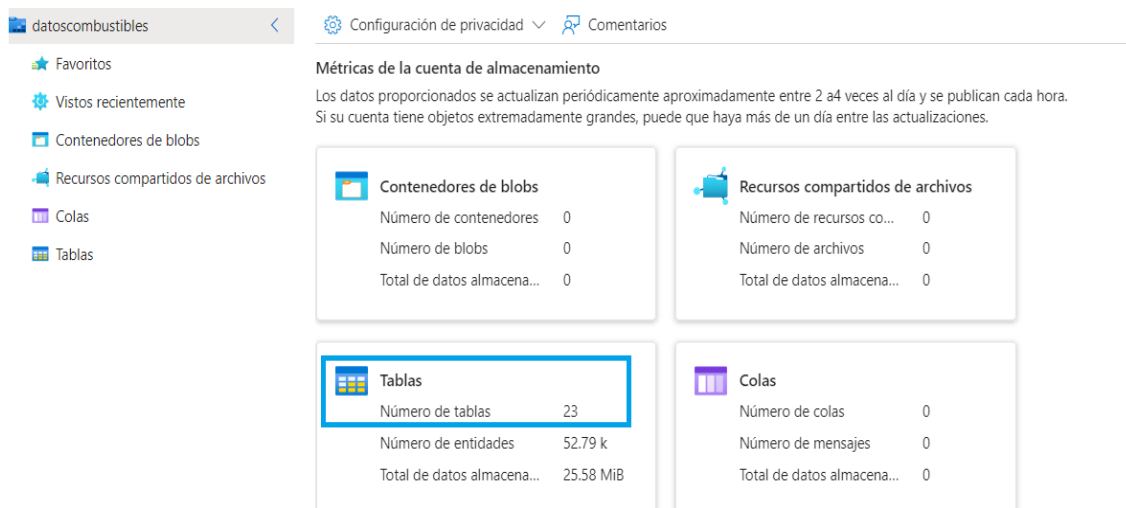 datoscombustibles
Favoritos
Vistos recientemente
Contenedores de blobs
Recursos compartidos de archivos
Colas
Tablas
Configuración de privacidad
Comentarios
Métricas de la cuenta de almacenamiento
Los datos proporcionados se actualizan periódicamente aproximadamente entre 2 a4 veces al día y se publican cada hora.
Si su cuenta tiene objetos extremadamente grandes, puede que haya más de un día entre las actualizaciones.
Contenedores de blobs
Número de contenedores 0
Número de blobs 0
Total de datos almacena... 0
Recursos compartidos de archivos
Número de recursos co... 0
Número de archivos 0
Total de datos almacena... 0
Tablas
Número de tablas 23
Número de entidades 52.79 k
Total de datos almacena... 25.58 MiB
Colas
Número de colas 0
Número de mensajes 0
Total de datos almacena... 0